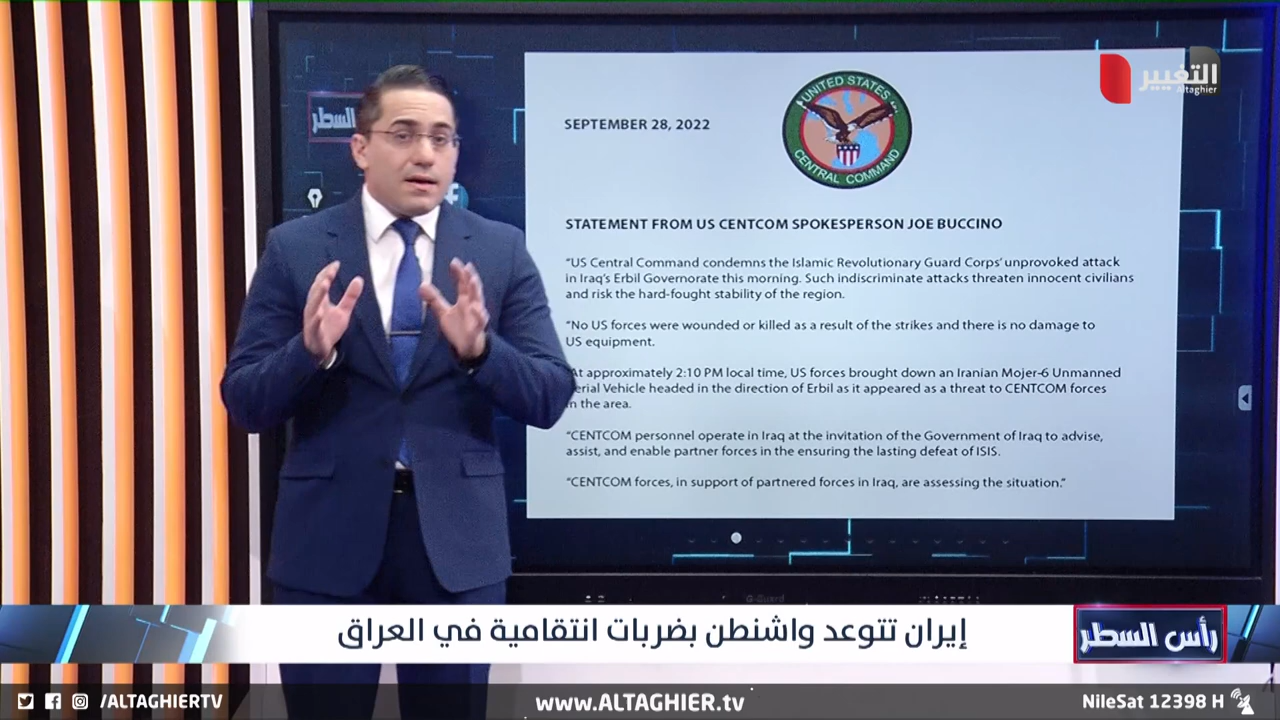 التغيير
Altaghier
السطر
SEPTEMBER 28, 2022
UNITED STATES
CENTRAL COMMAND
STATEMENT FROM US CENTCOM SPOKESPERSON JOE BUCCINO
“US Central Command condemns the Islamic Revolutionary Guard Corps’ unprovoked attack
in Iraq’s Erbil Governorate this morning. Such indiscriminate attacks threaten innocent civilians
and risk the hard-fought stability of the region.
“No US forces were wounded or killed as a result of the strikes and there is no damage to
US equipment.
At approximately 2:10 PM local time, US forces brought down an Iranian Mojer-6 Unmanned
erial Vehicle headed in the direction of Erbil as it appeared as a threat to CENTCOM forces
n the area.
“CENTCOM personnel operate in Iraq at the invitation of the Government of Iraq to advise,
assist, and enable partner forces in the ensuring the lasting defeat of ISIS.
“CENTCOM forces, in support of partnered forces in Iraq, are assessing the situation.”
إيران تتوعد واشنطن بضربات انتقامية في العراق
رأس السطر
/ALTAGHIERTV
www.ALTAGHIER.tv
NileSat 12398 H